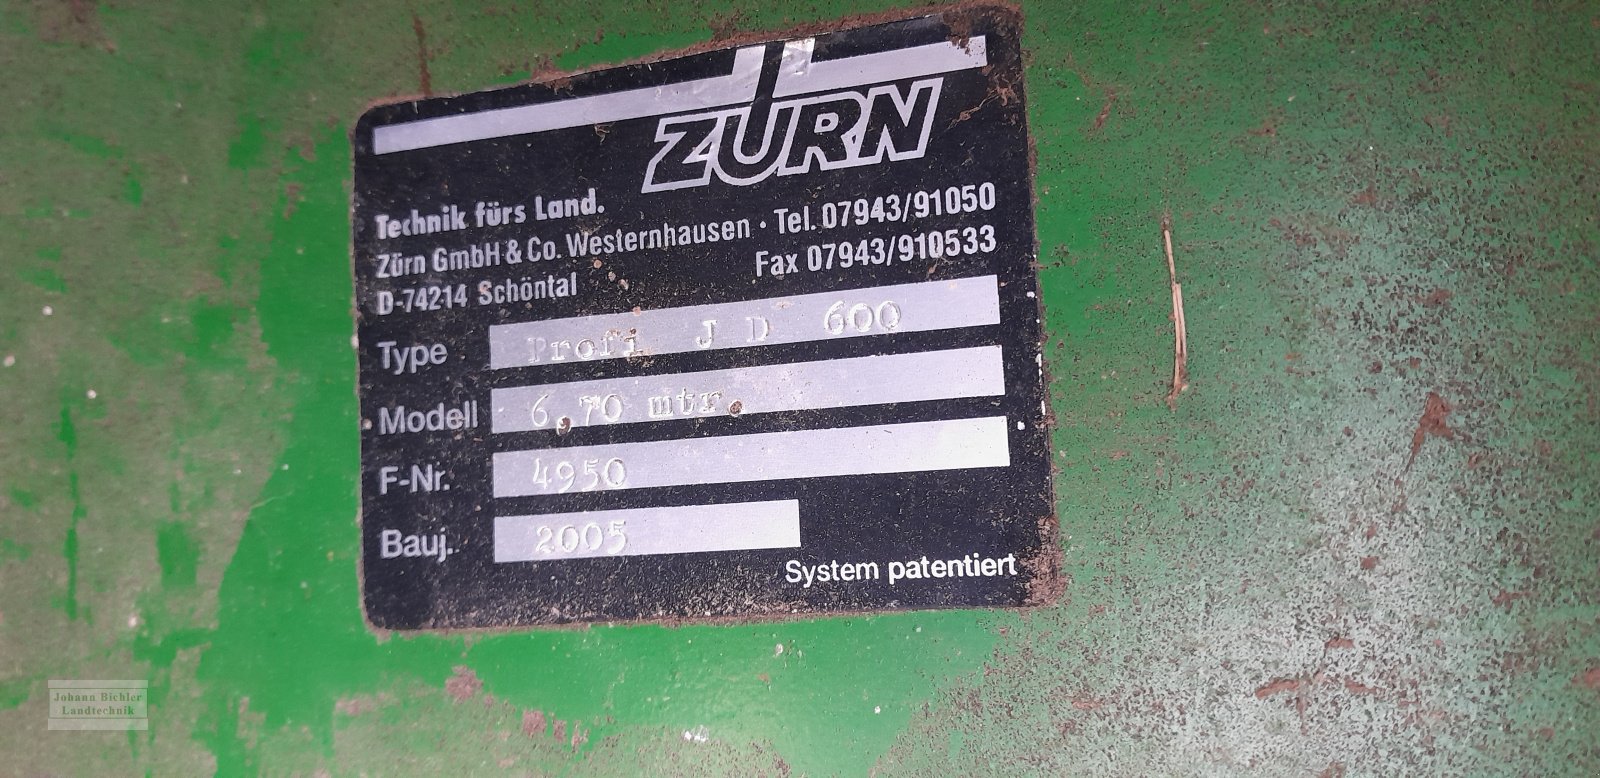 ZÜRN
Technik fürs Land.
Zürn GmbH & Co. Westernhausen · Tel. 07943/91050
D-74214 Schöntal Fax 07943/910533
Type Profi J D 600
Modell 6,70 mtr.
F-Nr. 4950
Bauj. 2005
System patentiert
Johann Bichler
Landtechnik